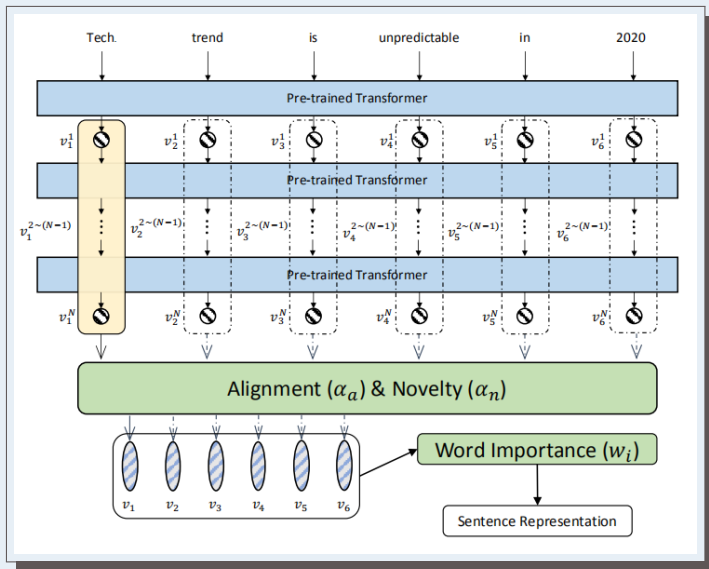 Tech. trend is unpredictable in 2020
Pre-trained Transformer
v₁¹ v₂¹ v₃¹ v₄¹ v₅¹ v₆¹
Pre-trained Transformer
v₁²~⁽ᴺ⁻¹⁾ v₂²~⁽ᴺ⁻¹⁾ v₃²~⁽ᴺ⁻¹⁾ v₄²~⁽ᴺ⁻¹⁾ v₅²~⁽ᴺ⁻¹⁾ v₆²~⁽ᴺ⁻¹⁾
Pre-trained Transformer
v₁ᴺ v₂ᴺ v₃ᴺ v₄ᴺ v₅ᴺ v₆ᴺ
Alignment (αₐ) & Novelty (αₙ)
v₁ v₂ v₃ v₄ v₅ v₆
Word Importance (wᵢ)
Sentence Representation